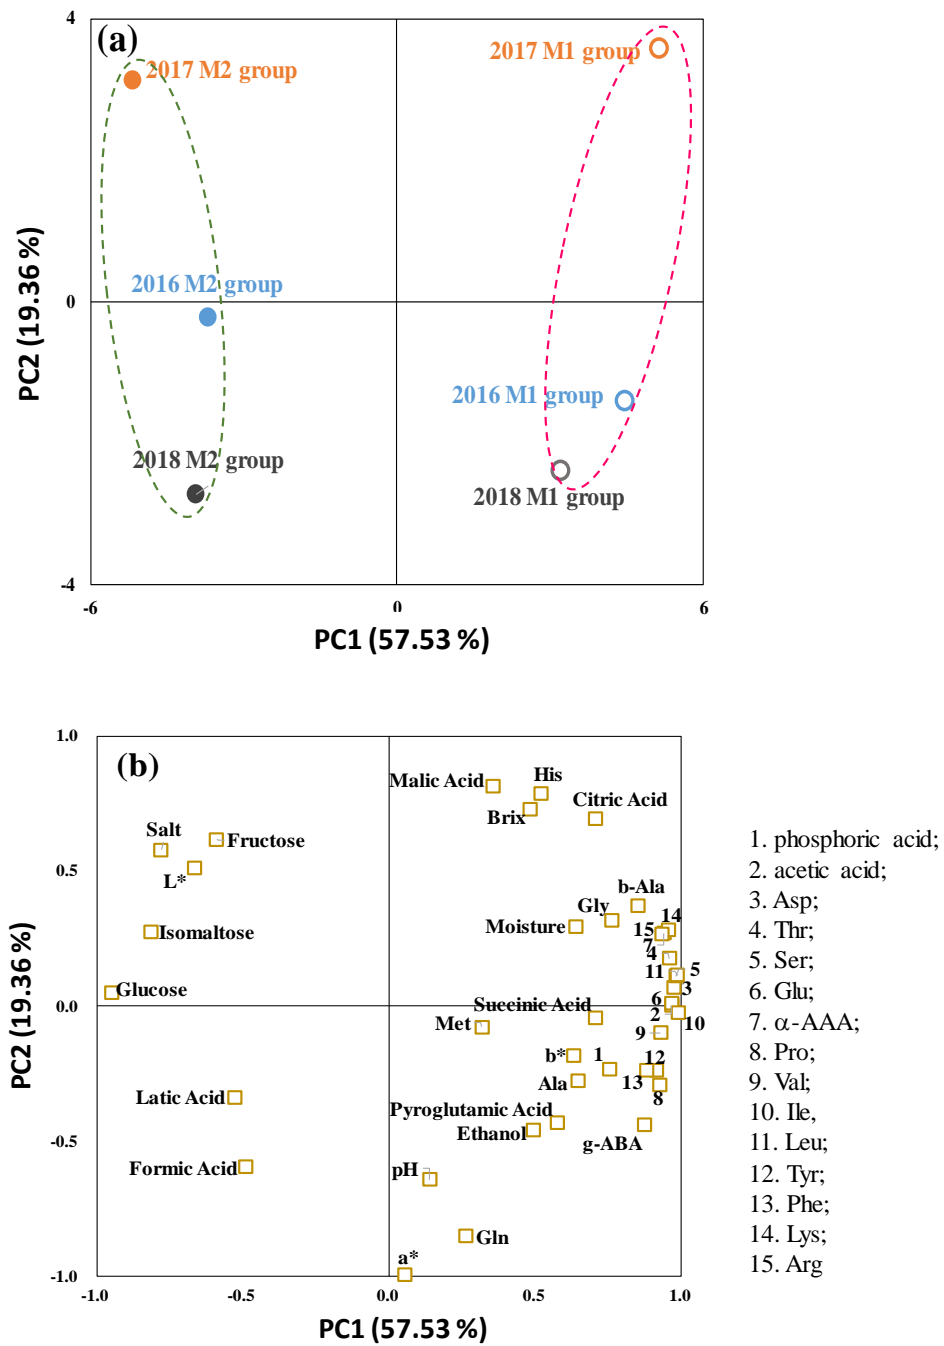 4
(a)
2017 M1 group
2017 M2 group
PC2 (19.36 %)
2016 M2 group
0
2016 M1 group
2018 M2 group
2018 M1 group
-4
-6
0
6
PC1 (57.53 %)
1.0
(b)
Malic Acid
His
Brix
Citric Acid
Salt
Fructose
L*
0.5
b-Ala
Gly
14
Moisture
15
7
Isomaltose
4
11
5
Glucose
3
PC2 (19.36 %)
0.0
Succinic Acid
6
2
10
Met
9
b*
1
12
Ala
13
8
Latic Acid
Pyroglutamic Acid
Ethanol
g-ABA
-0.5
Formic Acid
pH
Gln
a*
-1.0
-1.0
-0.5
0.0
0.5
1.0
PC1 (57.53 %)
1. phosphoric acid;
2. acetic acid;
3. Asp;
4. Thr;
5. Ser;
6. Glu;
7. α-AAA;
8. Pro;
9. Val;
10. Ile,
11. Leu;
12. Tyr;
13. Phe;
14. Lys;
15. Arg